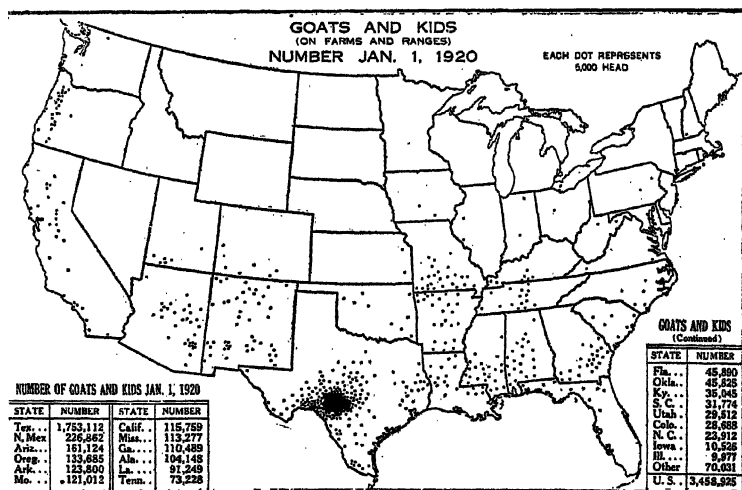 GOATS AND KIDS
(ON FARMS AND RANGES)
NUMBER JAN. 1, 1920
EACH DOT REPRESENTS
5,000 HEAD
NUMBER OF GOATS AND KIDS JAN. 1, 1920
STATE NUMBER STATE NUMBER
Tex.... 1,753,112 Calif. . 115,759
N. Mex 226,862 Miss... 113,277
Ariz... 161,124 Ga.... 110,489
Oreg. . 133,685 Ala... 104,148
Ark... 123,800 La.... 91,249
Mo. . . 121,012 Tenn. . 73,228
GOATS AND KIDS
(Continued)
STATE NUMBER
Fla. . . 45,890
Okla.. 45,525
Ky.... 35,045
S. C. . 31,774
Utah . 29,512
Colo. . 28,688
N. C. . 23,912
Iowa . 10,526
Ill. . . . 9,977
Other 70,031
U. S. . 3,458,925